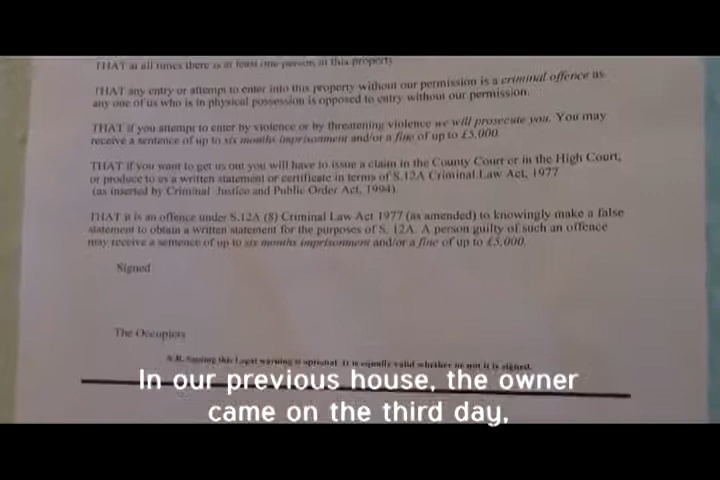 THAT at all times there is at least one person in this property
THAT any entry or attempt to enter into this property without our permission is a criminal offence as
any one of us who is in physical possession is opposed to entry without our permission.
THAT if you attempt to enter by violence or by threatening violence we will prosecute you. You may
receive a sentence of up to six months imprisonment and/or a fine of up to £5,000.
THAT if you want to get us out you will have to issue a claim in the County Court or in the High Court,
or produce to us a written statement or certificate in terms of S.12A Criminal Law Act, 1977
(as inserted by Criminal Justice and Public Order Act, 1994).
THAT it is an offence under S.12A (8) Criminal Law Act 1977 (as amended) to knowingly make a false
statement to obtain a written statement for the purposes of S. 12A. A person guilty of such an offence
may receive a sentence of up to six months imprisonment and/or a fine of up to £5,000.
Signed
The Occupiers
N.B. Signing this Legal warning is optional. It is equally valid whether or not it is signed.
In our previous house, the owner
came on the third day,